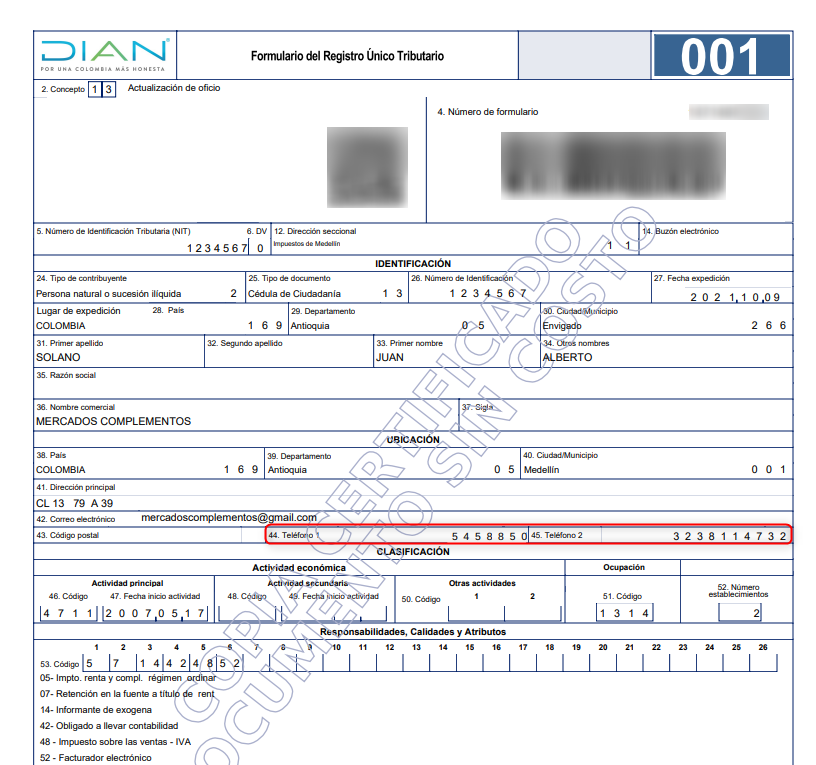 DIAN
POR UNA COLOMBIA MÁS HONESTA
Formulario del Registro Único Tributario
001
2. Concepto 1 3 Actualización de oficio
4. Número de formulario
5. Número de Identificación Tributaria (NIT) 6. DV 12. Dirección seccional 14. Buzón electrónico
1 2 3 4 5 6 7 0 Impuestos de Medellín 1 1
IDENTIFICACIÓN
24. Tipo de contribuyente 25. Tipo de documento 26. Número de Identificación 27. Fecha expedición
Persona natural o sucesión ilíquida 2 Cédula de Ciudadanía 1 3 1 2 3 4 5 6 7 2 0 2 1, 1 0, 0 9
Lugar de expedición 28. País 29. Departamento 30. Ciudad/Municipio
COLOMBIA 1 6 9 Antioquia 0 5 Envigado 2 6 6
31. Primer apellido 32. Segundo apellido 33. Primer nombre 34. Otros nombres
SOLANO JUAN ALBERTO
35. Razón social
36. Nombre comercial 37. Sigla
MERCADOS COMPLEMENTOS
UBICACIÓN
38. País 39. Departamento 40. Ciudad/Municipio
COLOMBIA 1 6 9 Antioquia 0 5 Medellín 0 0 1
41. Dirección principal
CL 13 79 A 39
42. Correo electrónico mercadoscomplementos@gmail.com
43. Código postal 44. Teléfono 1 5 4 5 8 8 5 0 45. Teléfono 2 3 2 3 8 1 1 4 7 3 2
CLASIFICACIÓN
Actividad económica Ocupación
Actividad principal Actividad secundaria Otras actividades 52. Número establecimientos
46. Código 47. Fecha inicio actividad 48. Código 49. Fecha inicio actividad 50. Código 1 2 51. Código
4 7 1 1 2 0 0 7 0 5 1 7 1 3 1 4 2
Responsabilidades, Calidades y Atributos
1 2 3 4 5 6 7 8 9 10 11 12 13 14 15 16 17 18 19 20 21 22 23 24 25 26
53. Código 5 7 1 4 4 2 4 8 5 2
05- Impto. renta y compl. régimen ordinar
07- Retención en la fuente a título de rent
14- Informante de exogena
42- Obligado a llevar contabilidad
48 - Impuesto sobre las ventas - IVA
52 - Facturador electrónico
COPIA CERTIFICADO
DOCUMENTO SIN COSTO